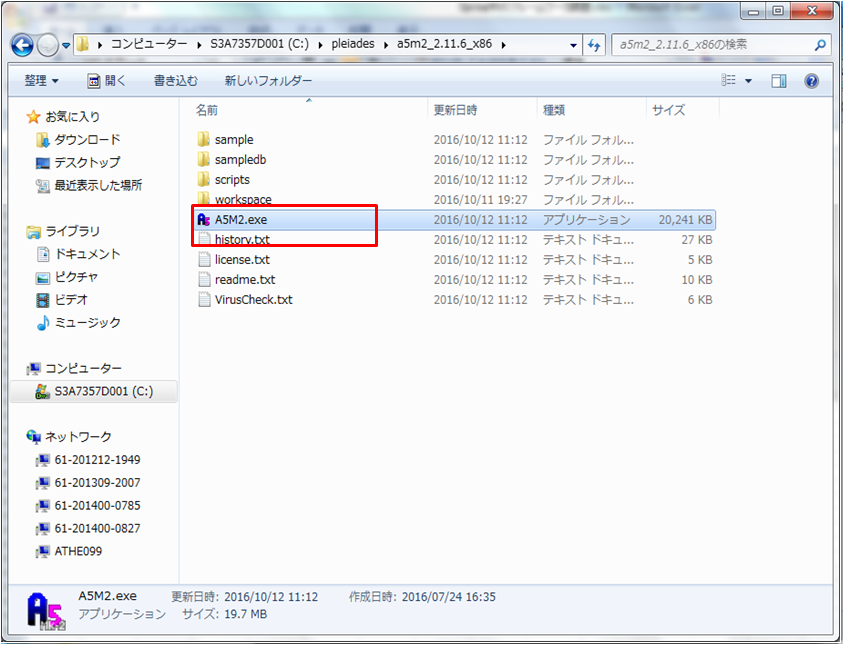 コンピューター ▸ S3A7357D001 (C:) ▸ pleiades ▸ a5m2_2.11.6_x86 ▸
a5m2_2.11.6_x86の検索
整理 開く 書き込む 新しいフォルダー
名前 更新日時 種類 サイズ
お気に入り
ダウンロード
デスクトップ
最近表示した場所
ライブラリ
ドキュメント
ピクチャ
ビデオ
ミュージック
コンピューター
S3A7357D001 (C:)
ネットワーク
61-201212-1949
61-201309-2007
61-201400-0785
61-201400-0827
ATHE099
sample 2016/10/12 11:12 ファイル フォル...
sampledb 2016/10/12 11:12 ファイル フォル...
scripts 2016/10/12 11:12 ファイル フォル...
workspace 2016/10/11 19:27 ファイル フォル...
A5M2.exe 2016/10/12 11:12 アプリケーション 20,241 KB
history.txt 2016/10/12 11:12 テキスト ドキュ... 27 KB
license.txt 2016/10/12 11:12 テキスト ドキュ... 5 KB
readme.txt 2016/10/12 11:12 テキスト ドキュ... 10 KB
VirusCheck.txt 2016/10/12 11:12 テキスト ドキュ... 6 KB
A5M2.exe 更新日時: 2016/10/12 11:12 作成日時: 2016/07/24 16:35
アプリケーション サイズ: 19.7 MB